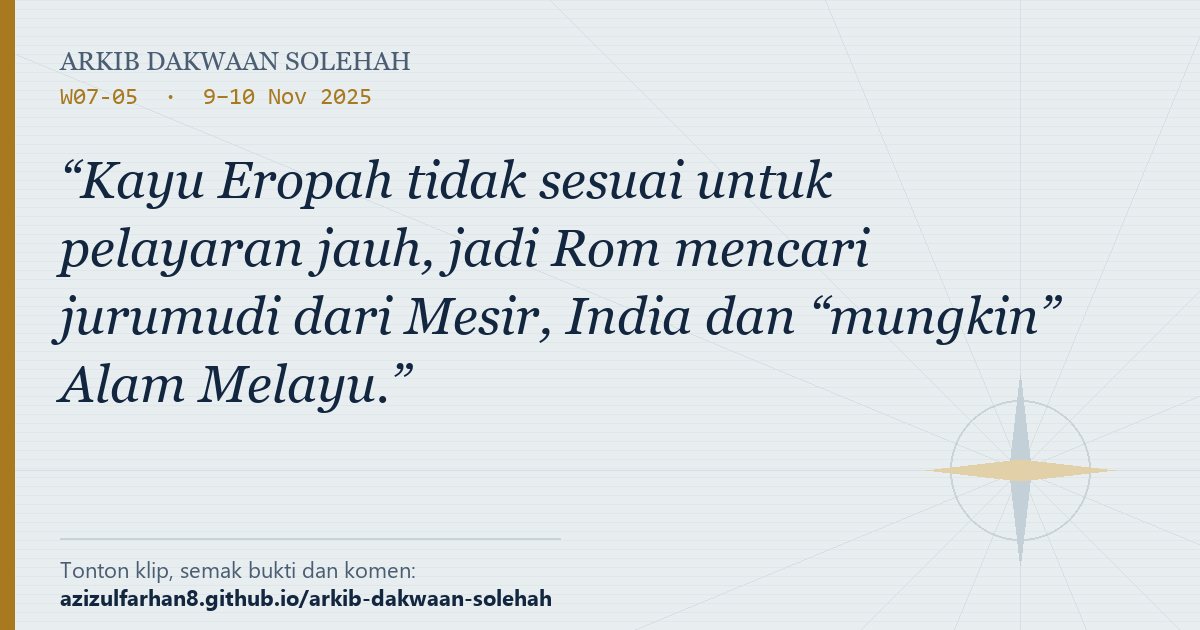 ARKIB DAKWAAN SOLEHAH
W07-05 · 9–10 Nov 2025
“Kayu Eropah tidak sesuai untuk
pelayaran jauh, jadi Rom mencari
jurumudi dari Mesir, India dan “mungkin”
Alam Melayu.”
Tonton klip, semak bukti dan komen:
azizulfarhan8.github.io/arkib-dakwaan-solehah